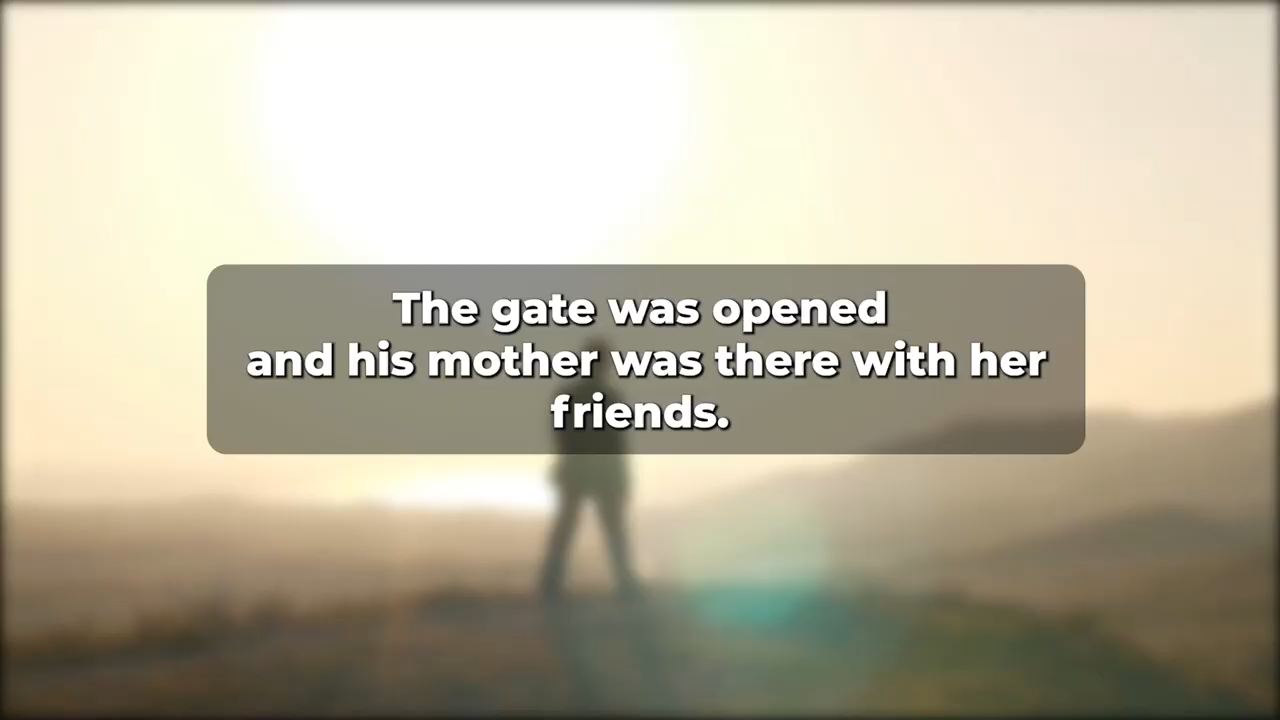 The gate was opened
and his mother was there with her
friends.